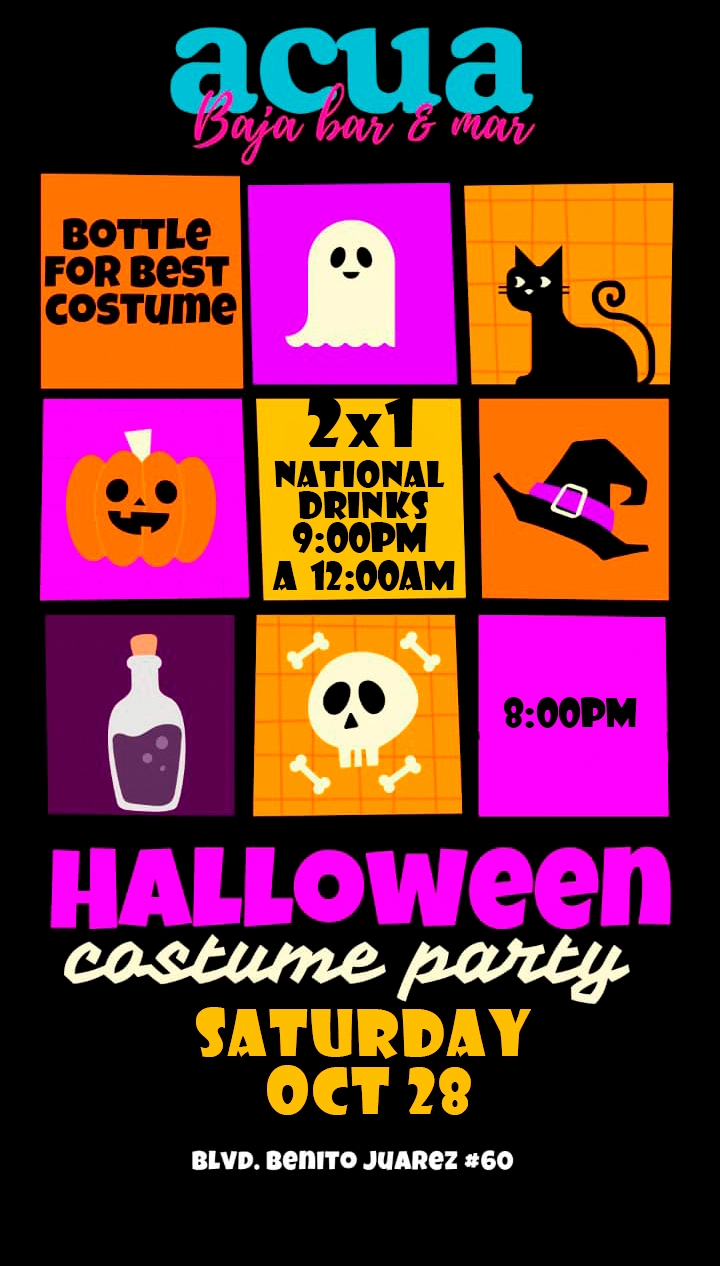 acua
Baja bar & mar
BOTTLE
FOR BEST
COSTUME
2x1
NATIONAL
DRINKS
9:00PM
A 12:00AM
8:00PM
HALLOWEEN
costume party
SATURDAY
OCT 28
BLVD. BENITO JUAREZ #60